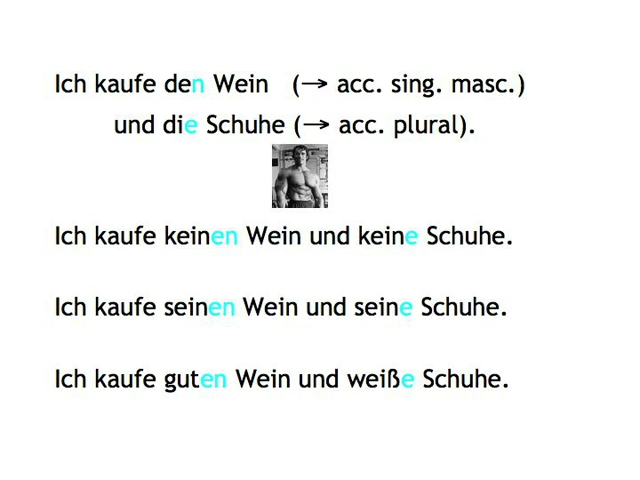 Ich kaufe den Wein (→ acc. sing. masc.)
und die Schuhe (→ acc. plural).
Ich kaufe keinen Wein und keine Schuhe.
Ich kaufe seinen Wein und seine Schuhe.
Ich kaufe guten Wein und weiße Schuhe.